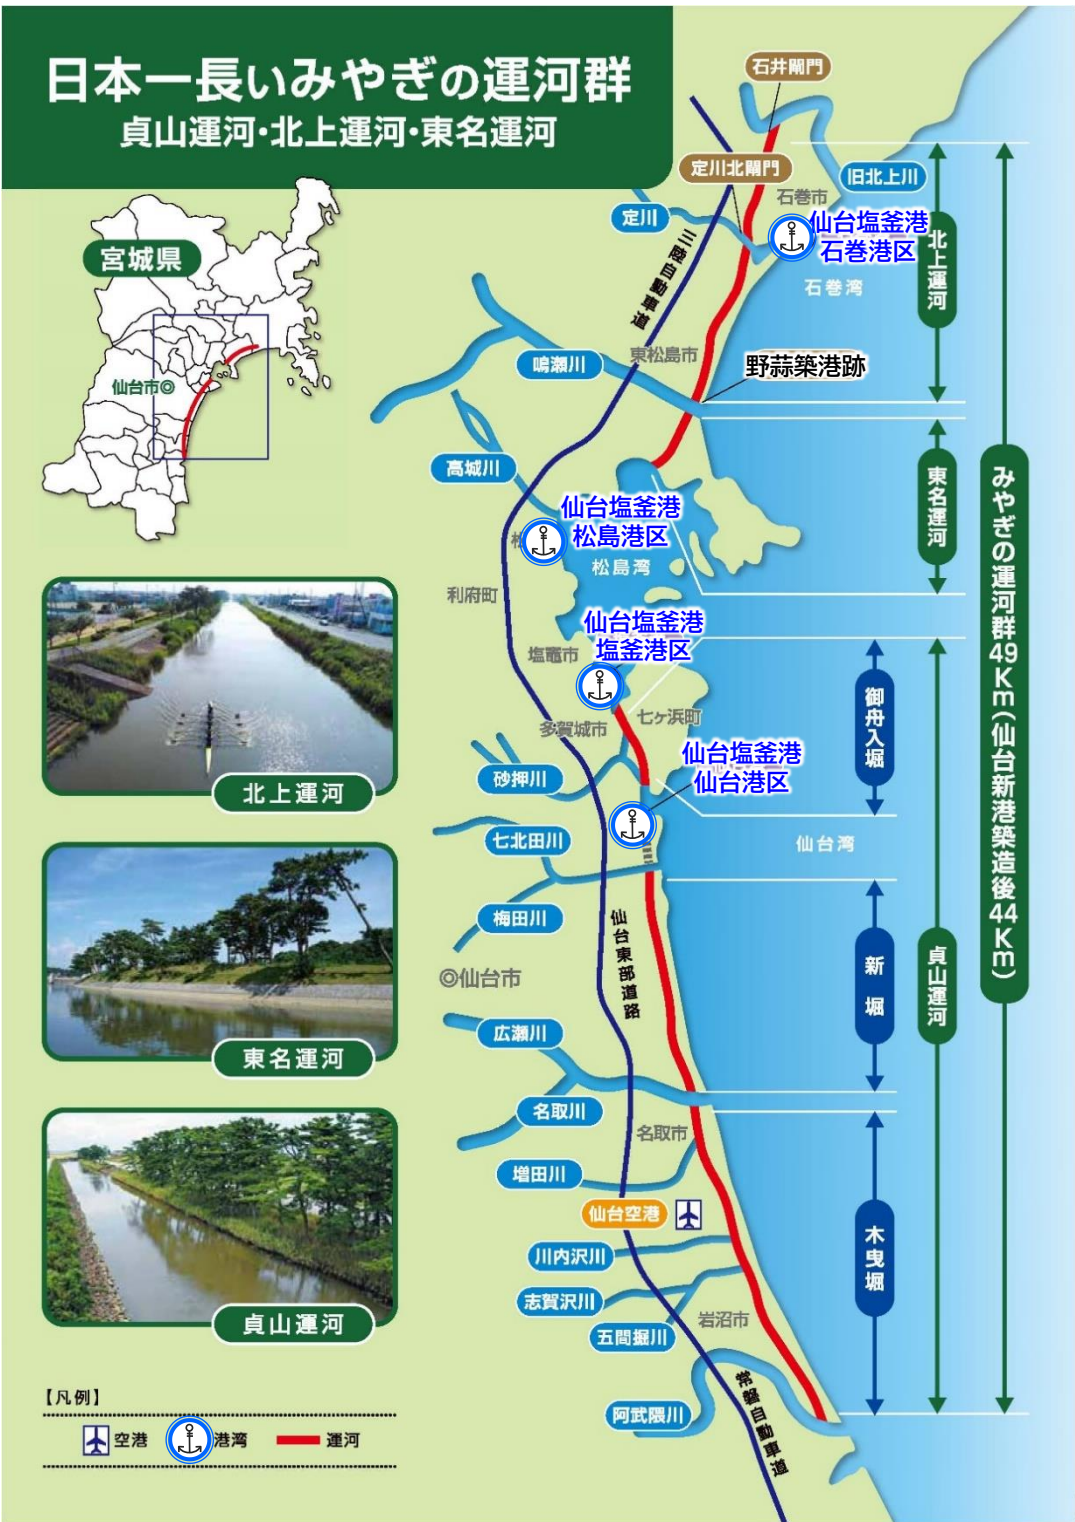 日本一長いみやぎの運河群
貞山運河・北上運河・東名運河
宮城県
仙台市◎
石井閘門
定川北閘門
旧北上川
石巻市
定川
仙台塩釜港
石巻港区
北上運河
三陸自動車道
石巻湾
東松島市
鳴瀬川
野蒜築港跡
高城川
東名運河
仙台塩釜港
松島港区
松島湾
利府町
みやぎの運河群49Km(仙台新港築造後44Km)
仙台塩釜港
塩釜港区
塩竈市
御舟入堀
七ヶ浜町
多賀城市
仙台塩釜港
仙台港区
砂押川
七北田川
仙台湾
梅田川
仙台東部道路
◎仙台市
新堀
貞山運河
広瀬川
名取川
名取市
増田川
仙台空港
木曳堀
川内沢川
志賀沢川
五間掘川
岩沼市
阿武隈川
常磐自動車道
北上運河
東名運河
貞山運河
【凡例】
空港
港湾
運河